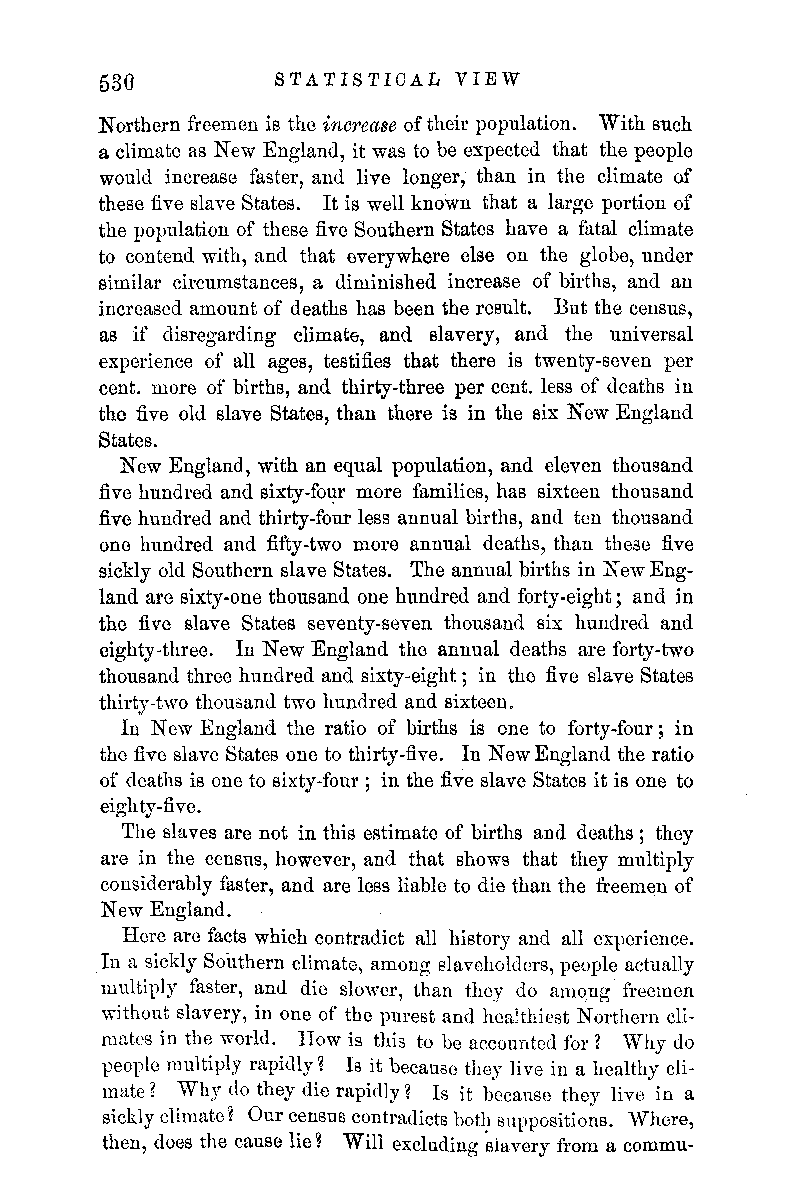 530 STATISTICAL VIEW
Northern freemen is the increase of their population. With such
a climate as New England, it was to be expected that the people
would increase faster, and live longer, than in the climate of
these five slave States. It is well known that a large portion of
the population of these five Southern States have a fatal climate
to contend with, and that everywhere else on the globe, under
similar circumstances, a diminished increase of births, and an
increased amount of deaths has been the result. But the census,
as if disregarding climate, and slavery, and the universal
experience of all ages, testifies that there is twenty-seven per
cent. more of births, and thirty-three per cent. less of deaths in
the five old slave States, than there is in the six New England
States.
New England, with an equal population, and eleven thousand
five hundred and sixty-four more families, has sixteen thousand
five hundred and thirty-four less annual births, and ten thousand
one hundred and fifty-two more annual deaths, than these five
sickly old Southern slave States. The annual births in New Eng-
land are sixty-one thousand one hundred and forty-eight; and in
the five slave States seventy-seven thousand six hundred and
eighty-three. In New England the annual deaths are forty-two
thousand three hundred and sixty-eight; in the five slave States
thirty-two thousand two hundred and sixteen.
In New England the ratio of births is one to forty-four; in
the five slave States one to thirty-five. In New England the ratio
of deaths is one to sixty-four; in the five slave States it is one to
eighty-five.
The slaves are not in this estimate of births and deaths; they
are in the census, however, and that shows that they multiply
considerably faster, and are less liable to die than the freemen of
New England.
Here are facts which contradict all history and all experience.
In a sickly Southern climate, among slaveholders, people actually
multiply faster, and die slower, than they do among freemen
without slavery, in one of the purest and healthiest Northern cli-
mates in the world. How is this to be accounted for? Why do
people multiply rapidly? Is it because they live in a healthy cli-
mate? Why do they die rapidly? Is it because they live in a
sickly climate? Our census contradicts both suppositions. Where,
then, does the cause lie? Will excluding slavery from a commu-